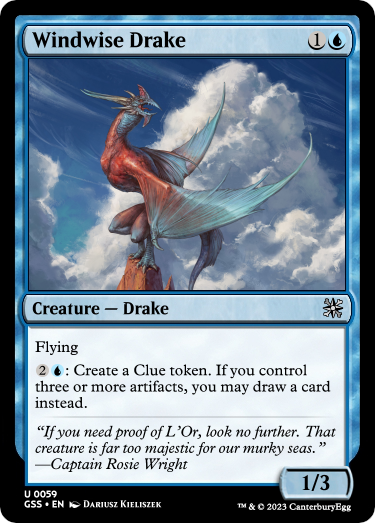 Windwise Drake 1
Creature — Drake
Flying
2: Create a Clue token. If you control
three or more artifacts, you may draw a card
instead.
“If you need proof of L’Or, look no further. That
creature is far too majestic for our murky seas.”
—Captain Rosie Wright
1/3
U 0059
GSS • EN Dariusz Kieliszek ™ & © 2023 CanterburyEgg